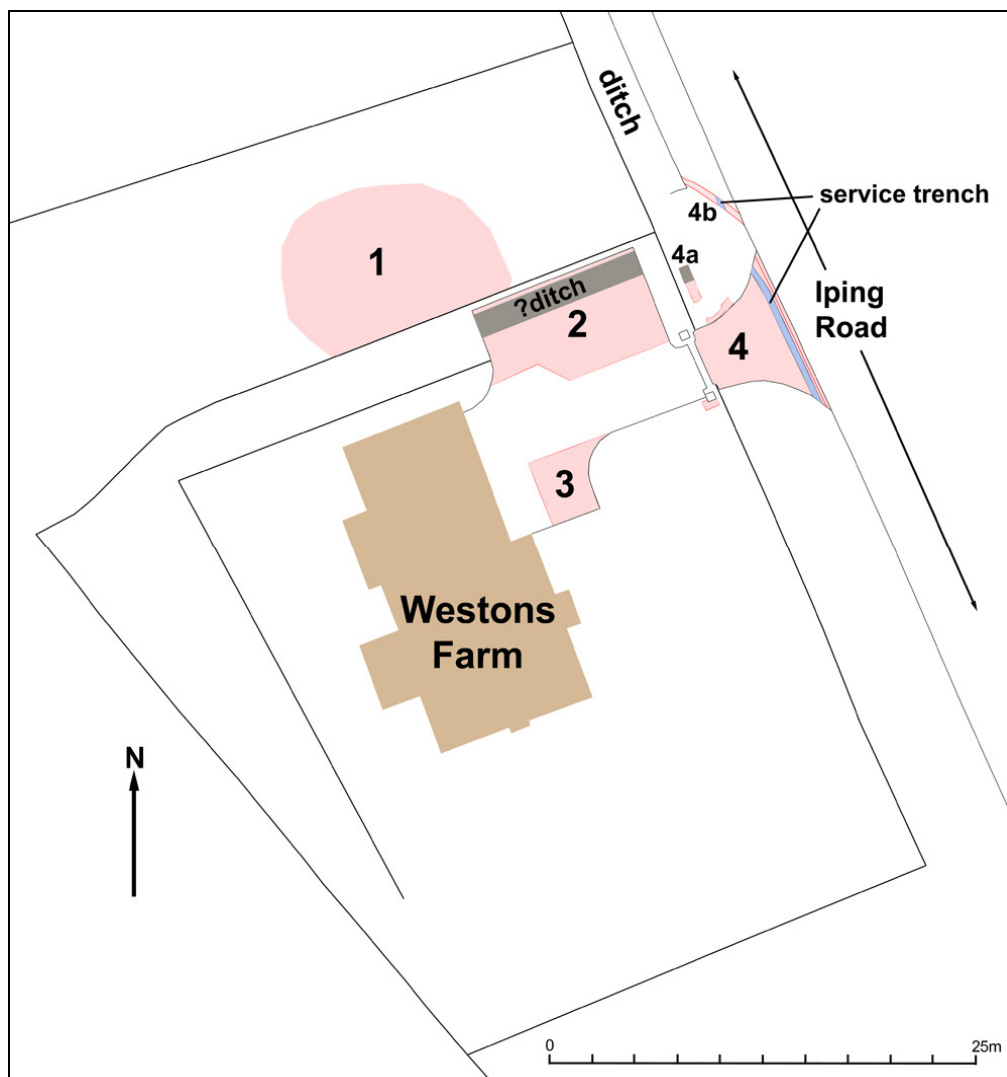 ditch
service trench
4b
4a
1
?ditch
2
Iping
Road
4
3
Westons
Farm
N
0
25m